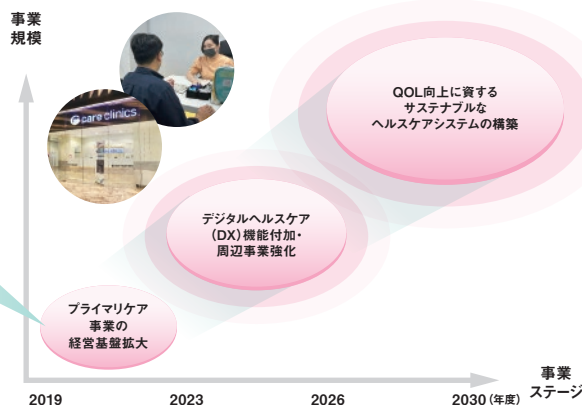 事業
規模
care clinics
QOL向上に資する
サステナブルな
ヘルスケアシステムの構築
デジタルヘルスケア
(DX)機能付加・
周辺事業強化
プライマリケア
事業の
経営基盤拡大
2019
2023
2026
2030(年度)
事業
ステージ